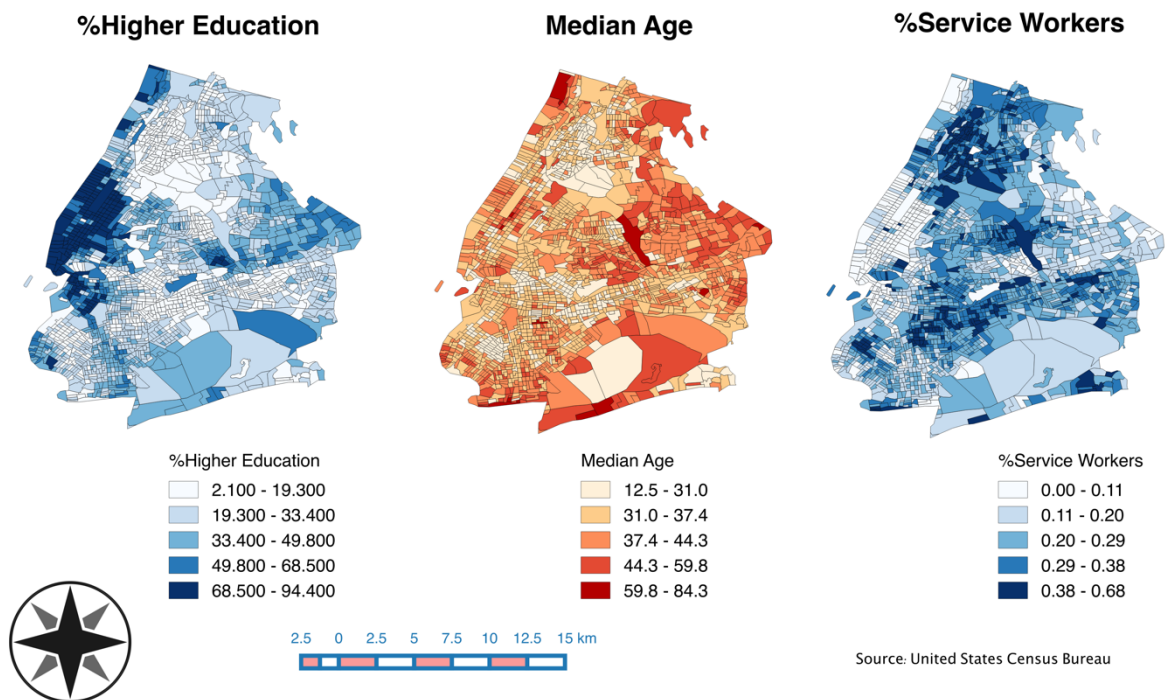 %Higher Education
Median Age
%Service Workers
%Higher Education
2.100 - 19.300
19.300 - 33.400
33.400 - 49.800
49.800 - 68.500
68.500 - 94.400
Median Age
12.5 - 31.0
31.0 - 37.4
37.4 - 44.3
44.3 - 59.8
59.8 - 84.3
%Service Workers
0.00 - 0.11
0.11 - 0.20
0.20 - 0.29
0.29 - 0.38
0.38 - 0.68
2.5 0 2.5 5 7.5 10 12.5 15 km
Source: United States Census Bureau